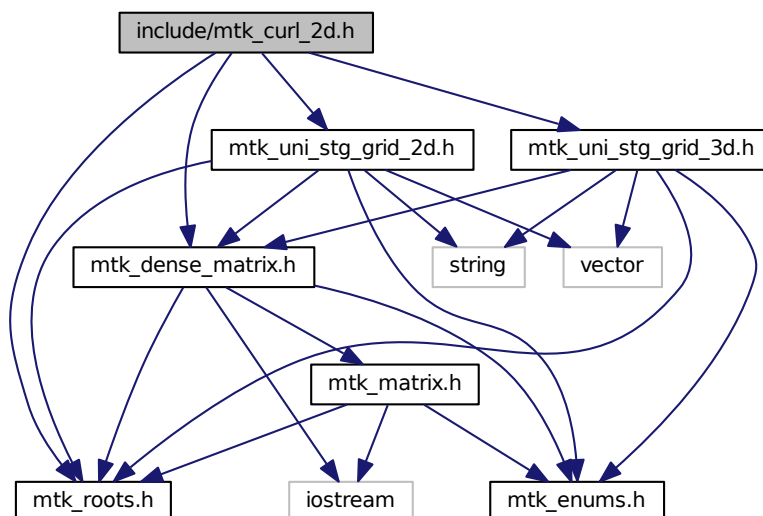 include/mtk_curl_2d.h
mtk_uni_stg_grid_2d.h
mtk_uni_stg_grid_3d.h
mtk_dense_matrix.h
string
vector
mtk_matrix.h
mtk_roots.h
iostream
mtk_enums.h